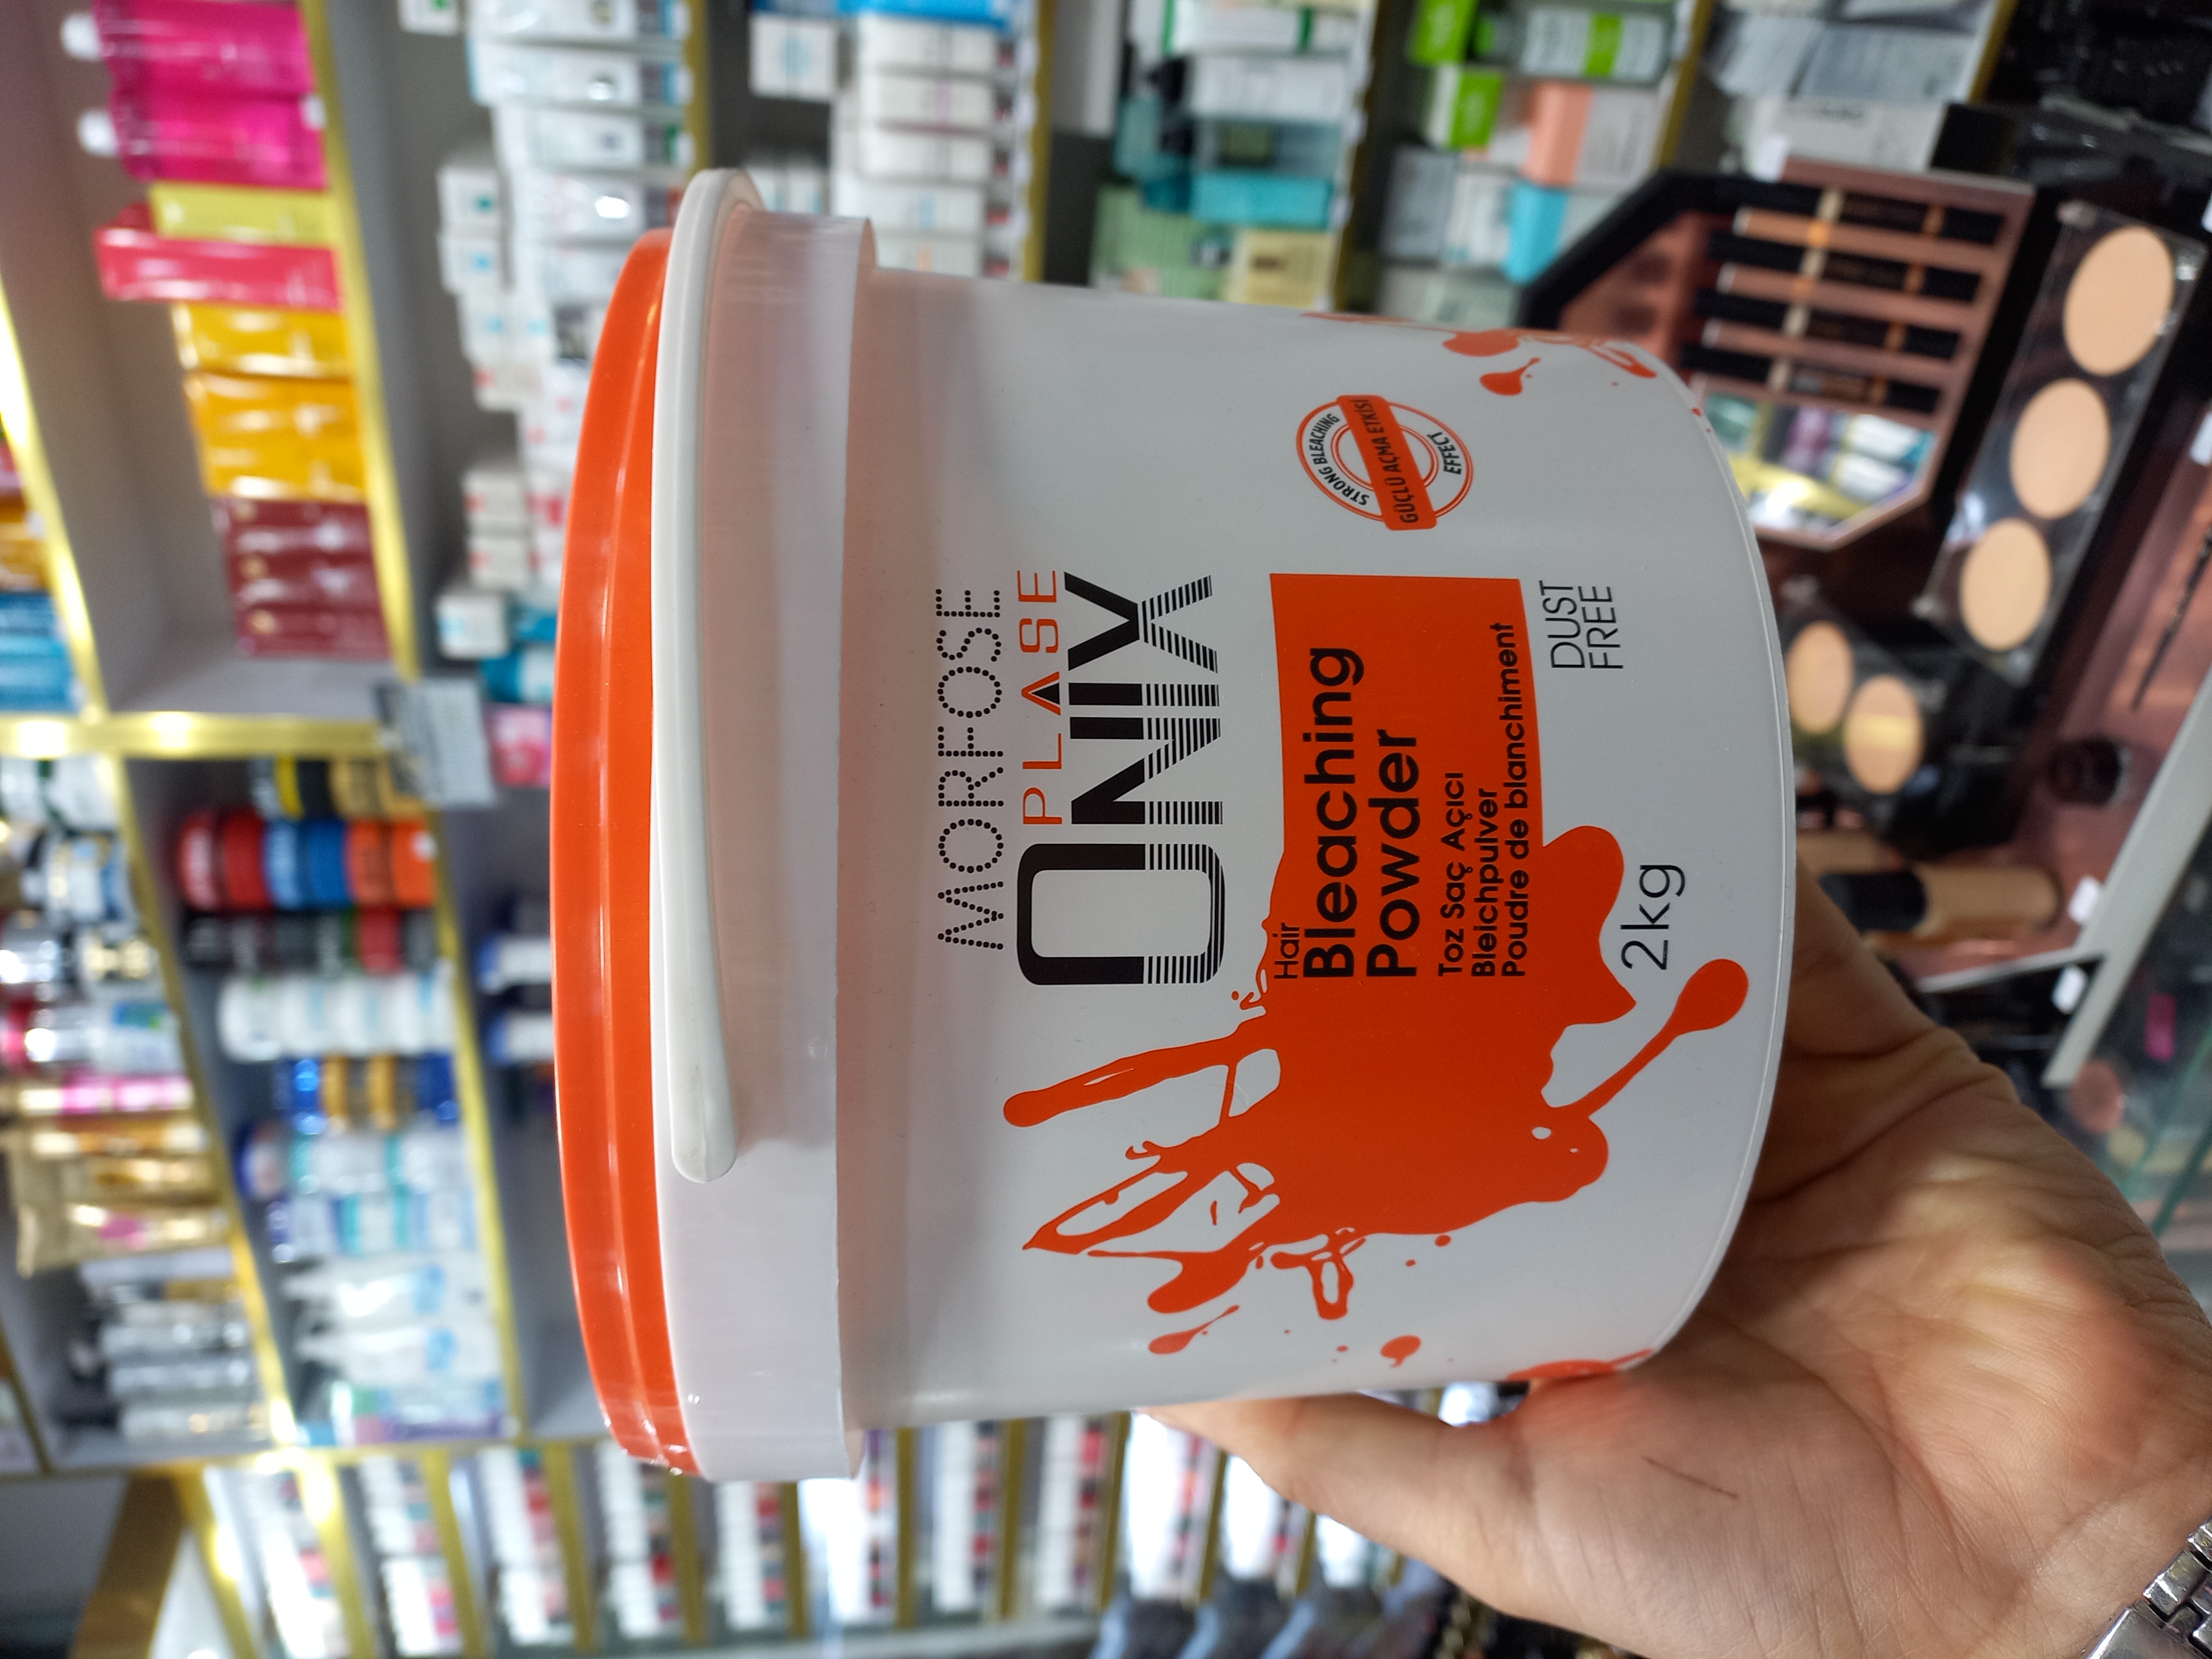 MORFOSE
PLASE
ONIX
Hair
Bleaching
Powder
Toz Saç Açıcı
Bleichpulver
Poudre de blanchiment
DUST
FREE
2kg
STRONG BLEACHING
GÜÇLÜ AÇMA ETKİSİ
EFFECT